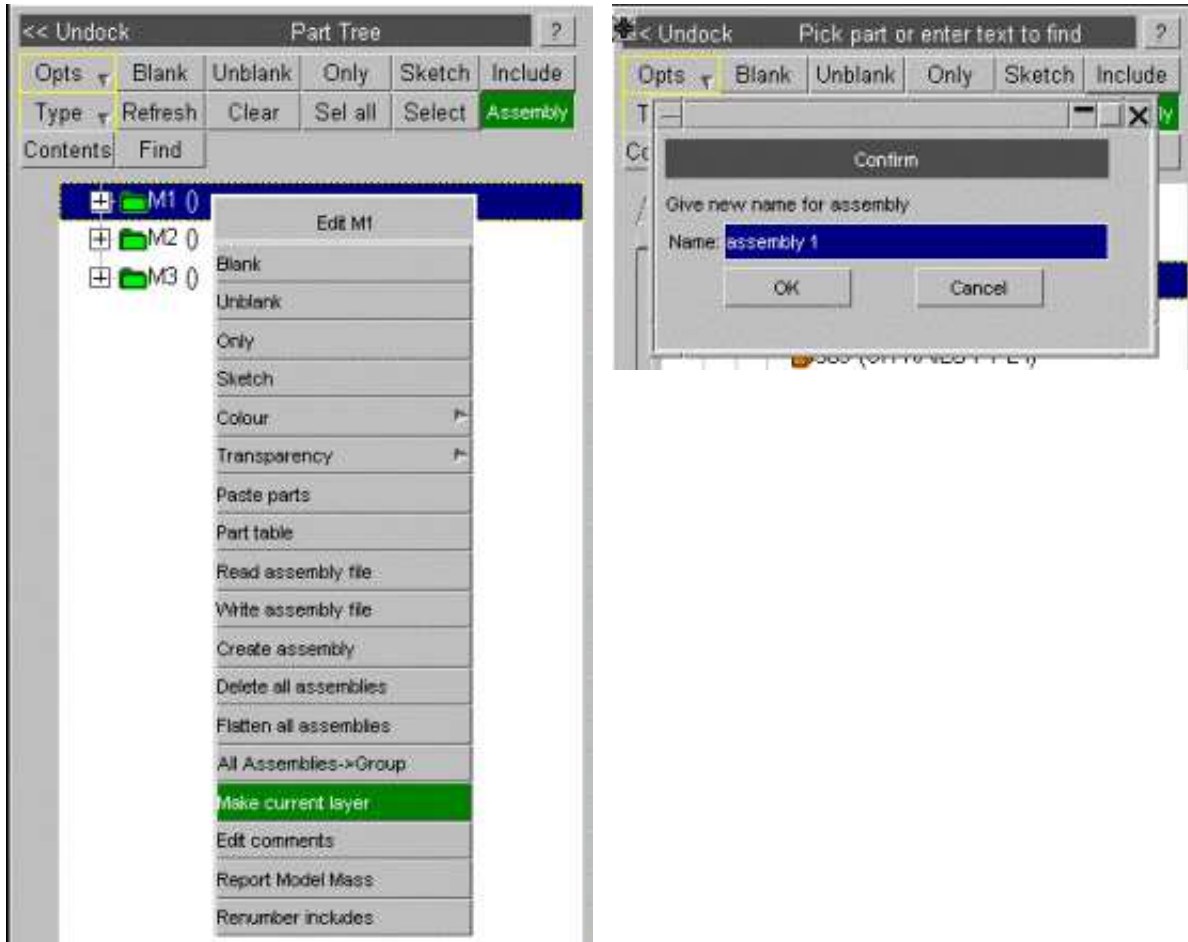 << Undock Part Tree ?
Opts Blank Unblank Only Sketch Include
Type Refresh Clear Sel all Select Assembly
Contents Find
M1 ()
M2 ()
M3 ()
Edit M1
Blank
Unblank
Only
Sketch
Colour
Transparency
Paste parts
Part table
Read assembly file
Write assembly file
Create assembly
Delete all assemblies
Flatten all assemblies
All Assemblies->Group
Make current layer
Edit comments
Report Model Mass
Renumber includes
< Undock Pick part or enter text to find ?
Opts Blank Unblank Only Sketch Include
Confirm
Give new name for assembly
Name: assembly 1
OK Cancel